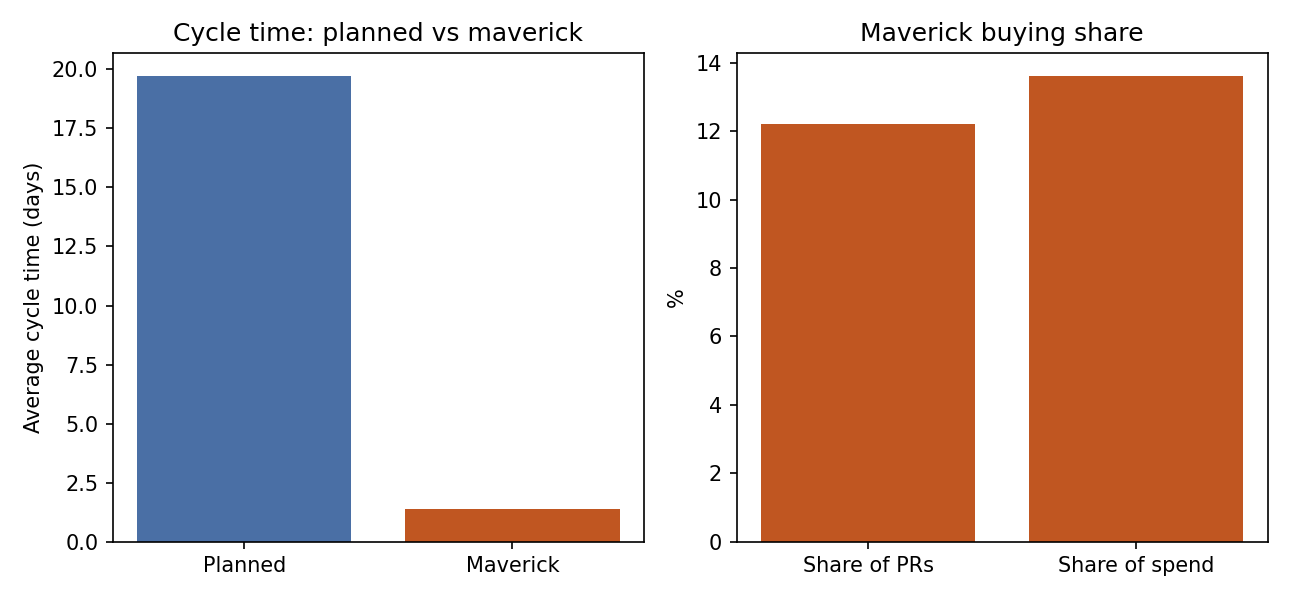 Cycle time: planned vs maverick
Average cycle time (days)
20.0
17.5
15.0
12.5
10.0
7.5
5.0
2.5
0.0
Planned
Maverick
Maverick buying share
%
14
12
10
8
6
4
2
0
Share of PRs
Share of spend